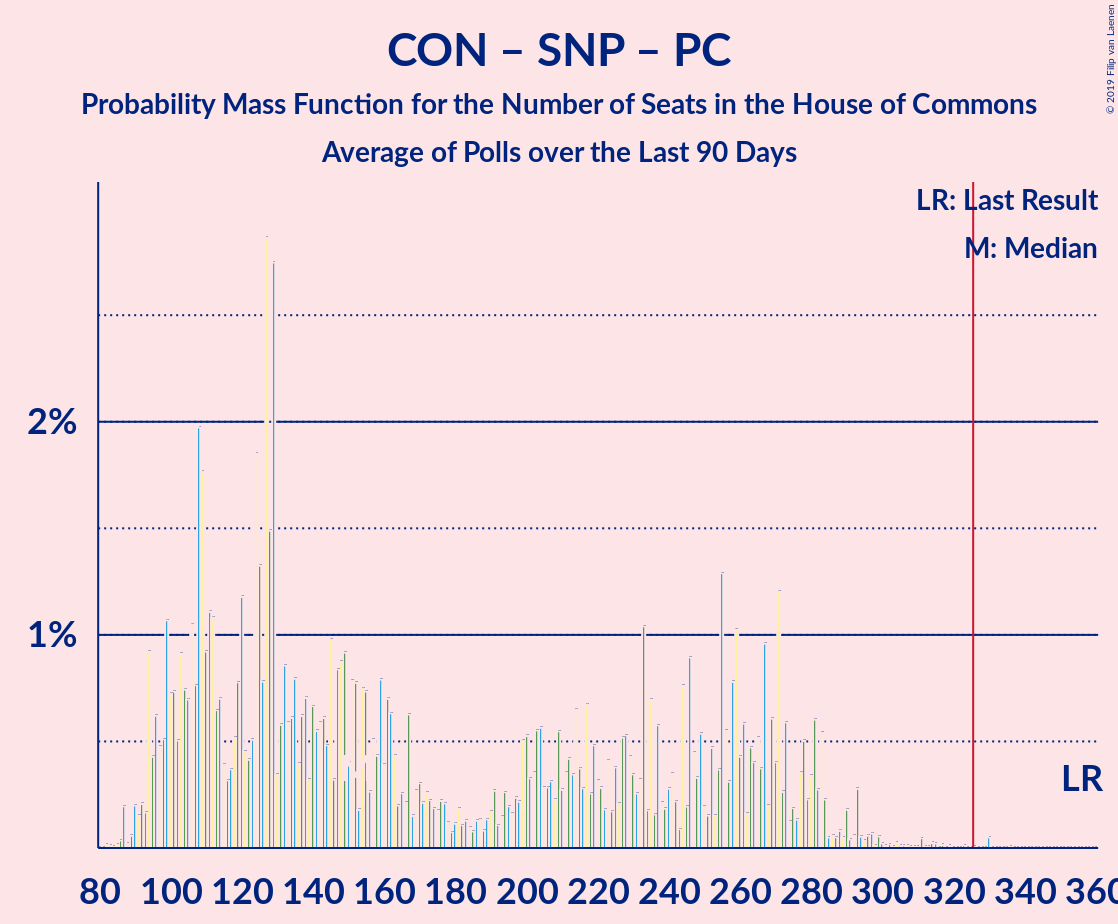 CON – SNP – PC
Probability Mass Function for the Number of Seats in the House of Commons
Average of Polls over the Last 90 Days
© 2019 Filip van Laenen
LR: Last Result
M: Median
2%
1%
LR
M
80 100 120 140 160 180 200 220 240 260 280 300 320 340 360